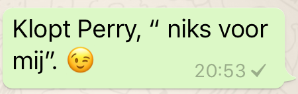 Klopt Perry, “ niks voor
mij”. 😉
20:53 ✓